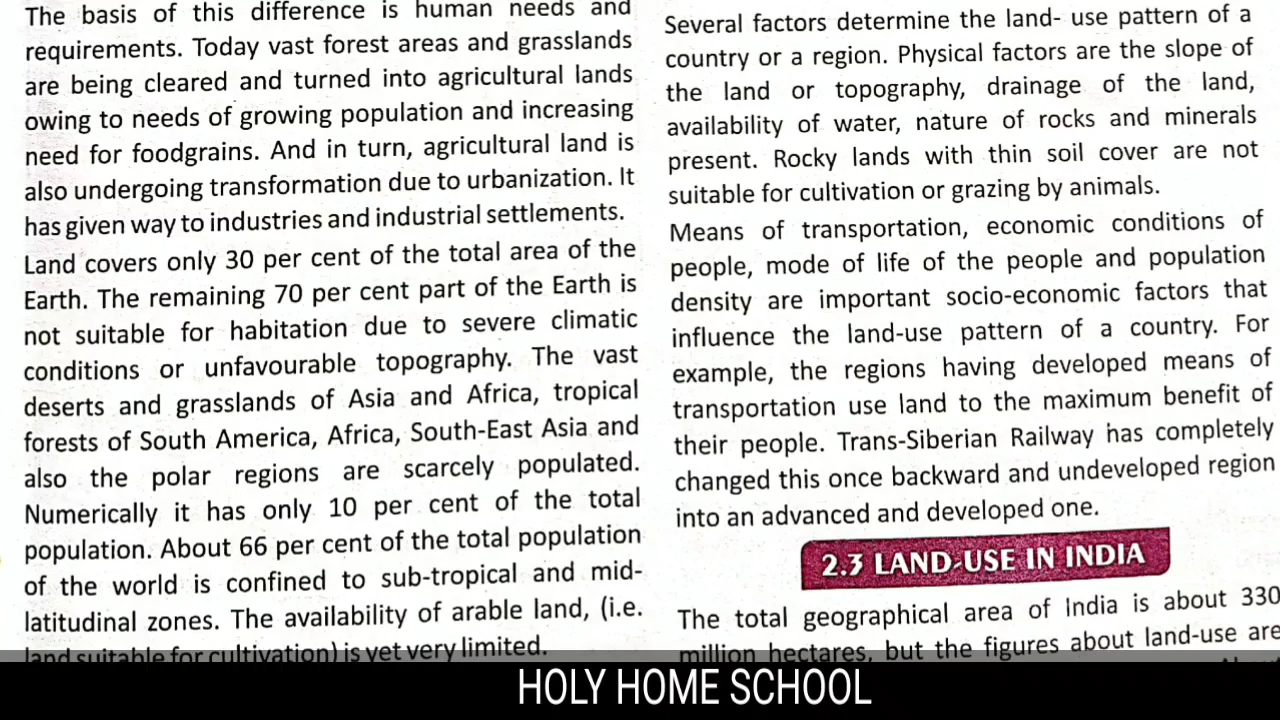 The basis of this difference is human needs and
requirements. Today vast forest areas and grasslands
are being cleared and turned into agricultural lands
owing to needs of growing population and increasing
need for foodgrains. And in turn, agricultural land is
also undergoing transformation due to urbanization. It
has given way to industries and industrial settlements.
Land covers only 30 per cent of the total area of the
Earth. The remaining 70 per cent part of the Earth is
not suitable for habitation due to severe climatic
conditions or unfavourable topography. The vast
deserts and grasslands of Asia and Africa, tropical
forests of South America, Africa, South-East Asia and
also the polar regions are scarcely populated.
Numerically it has only 10 per cent of the total
population. About 66 per cent of the total population
of the world is confined to sub-tropical and mid-
latitudinal zones. The availability of arable land, (i.e.
land suitable for cultivation) is yet very limited.
Several factors determine the land- use pattern of a
country or a region. Physical factors are the slope of
the land or topography, drainage of the land,
availability of water, nature of rocks and minerals
present. Rocky lands with thin soil cover are not
suitable for cultivation or grazing by animals.
Means of transportation, economic conditions of
people, mode of life of the people and population
density are important socio-economic factors that
influence the land-use pattern of a country. For
example, the regions having developed means of
transportation use land to the maximum benefit of
their people. Trans-Siberian Railway has completely
changed this once backward and undeveloped region
into an advanced and developed one.
2.3 LAND-USE IN INDIA
The total geographical area of India is about 330
million hectares, but the figures about land-use are
HOLY HOME SCHOOL